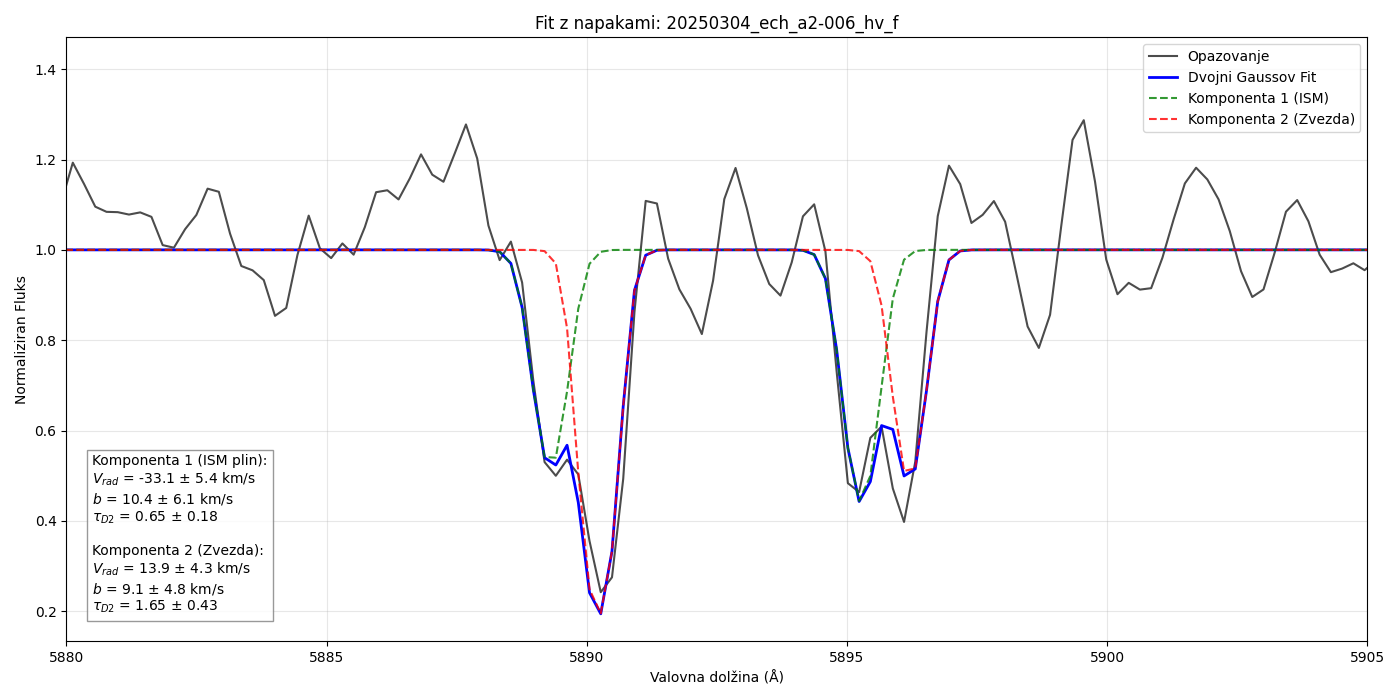 Fit z napakami: 20250304_ech_a2-006_hv_f
Normaliziran Fluks
1.4
1.2
1.0
0.8
0.6
0.4
0.2
Opazovanje
Dvojni Gaussov Fit
Komponenta 1 (ISM)
Komponenta 2 (Zvezda)
Komponenta 1 (ISM plin):
V_rad = -33.1 ± 5.4 km/s
b = 10.4 ± 6.1 km/s
τ_D2 = 0.65 ± 0.18
Komponenta 2 (Zvezda):
V_rad = 13.9 ± 4.3 km/s
b = 9.1 ± 4.8 km/s
τ_D2 = 1.65 ± 0.43
5880 5885 5890 5895 5900 5905
Valovna dolžina (Å)